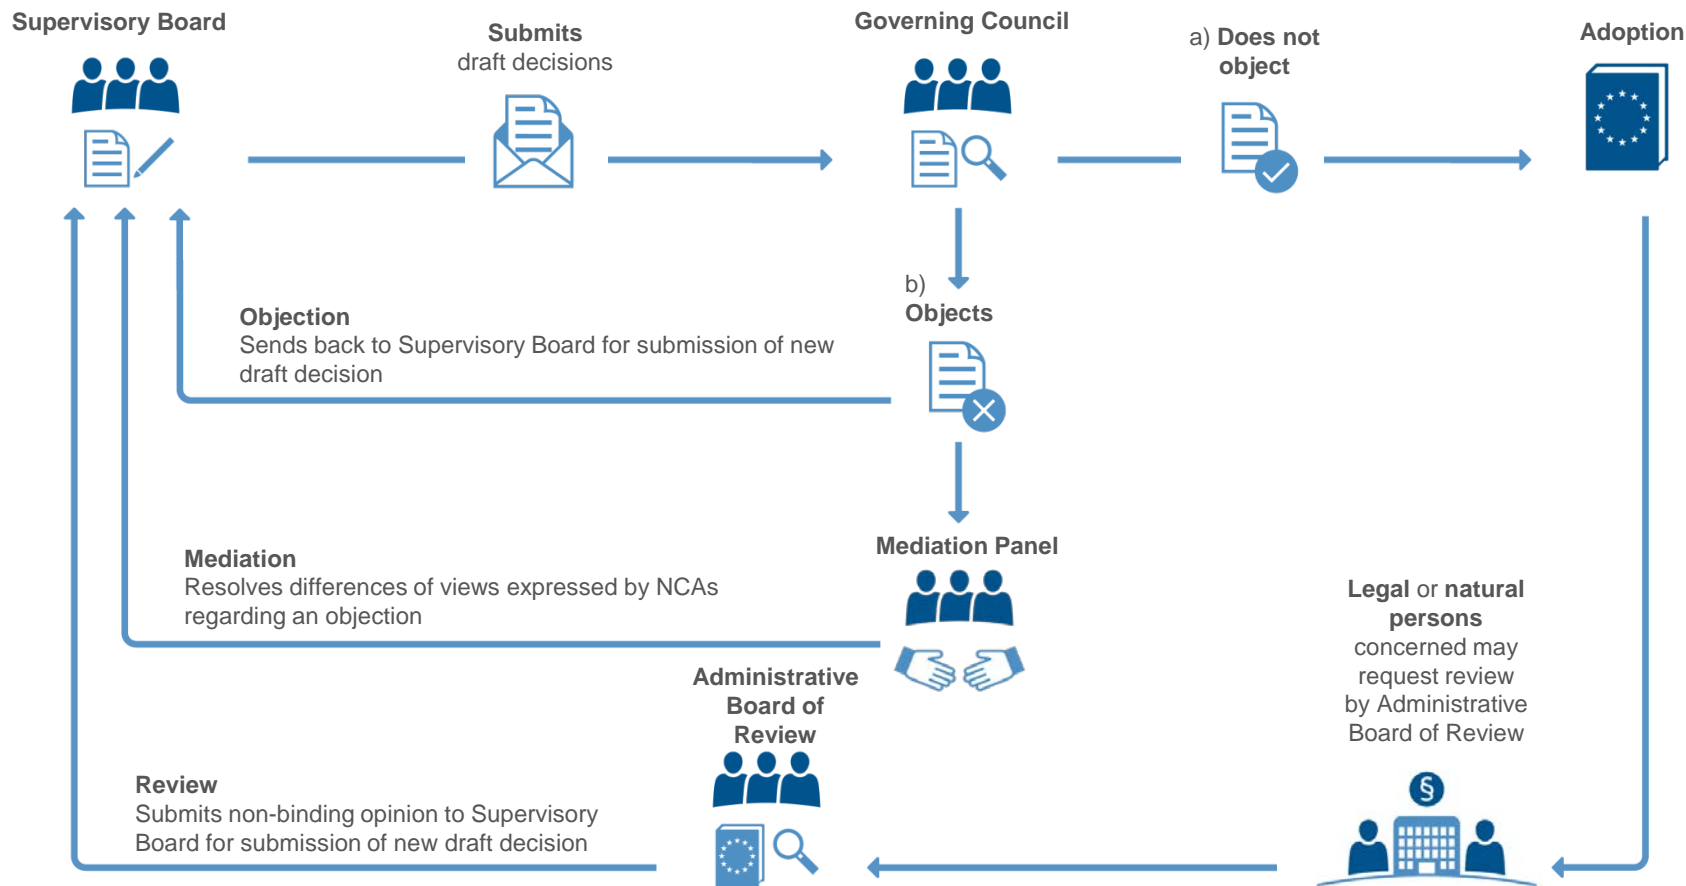 Supervisory Board
Submits
draft decisions
Governing Council
a) Does not
object
Adoption
b)
Objects
Objection
Sends back to Supervisory Board for submission of new
draft decision
Mediation Panel
Mediation
Resolves differences of views expressed by NCAs
regarding an objection
Legal or natural
persons
concerned may
request review
by Administrative
Board of Review
§
Administrative
Board of
Review
Review
Submits non-binding opinion to Supervisory
Board for submission of new draft decision